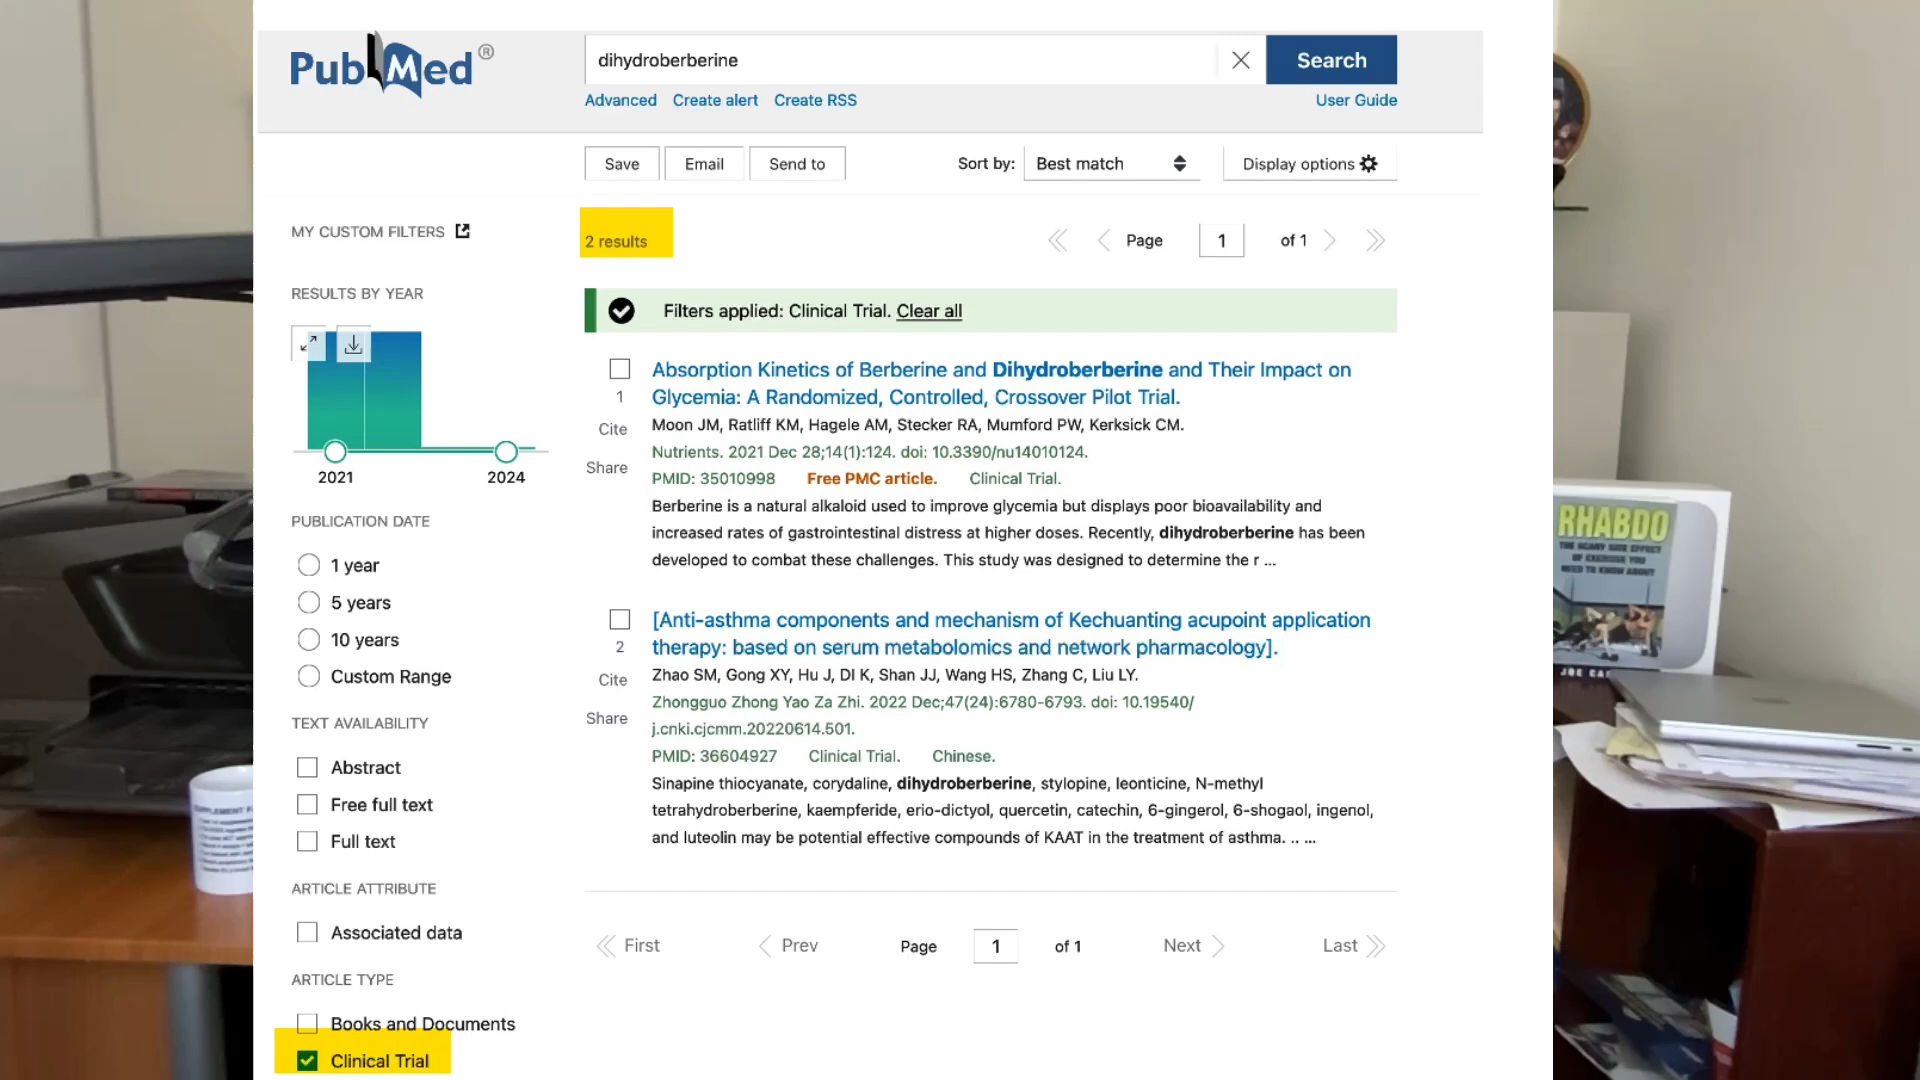 PubMed®
dihydroberberine
Search
Advanced Create alert Create RSS
User Guide
Save Email Send to
Sort by: Best match
Display options
MY CUSTOM FILTERS
2 results
Page 1 of 1
RESULTS BY YEAR
2021 2024
Filters applied: Clinical Trial. Clear all
Absorption Kinetics of Berberine and Dihydroberberine and Their Impact on
Glycemia: A Randomized, Controlled, Crossover Pilot Trial.
1
Cite
Share
Moon JM, Ratliff KM, Hagele AM, Stecker RA, Mumford PW, Kerksick CM.
Nutrients. 2021 Dec 28;14(1):124. doi: 10.3390/nu14010124.
PMID: 35010998 Free PMC article. Clinical Trial.
Berberine is a natural alkaloid used to improve glycemia but displays poor bioavailability and
increased rates of gastrointestinal distress at higher doses. Recently, dihydroberberine has been
developed to combat these challenges. This study was designed to determine the r ...
[Anti-asthma components and mechanism of Kechuanting acupoint application
therapy: based on serum metabolomics and network pharmacology].
2
Cite
Share
Zhao SM, Gong XY, Hu J, DI K, Shan JJ, Wang HS, Zhang C, Liu LY.
Zhongguo Zhong Yao Za Zhi. 2022 Dec;47(24):6780-6793. doi: 10.19540/
j.cnki.cjcmm.20220614.501.
PMID: 36604927 Clinical Trial. Chinese.
Sinapine thiocyanate, corydaline, dihydroberberine, stylopine, leonticine, N-methyl
tetrahydroberberine, kaempferide, erio-dictyol, quercetin, catechin, 6-gingerol, 6-shogaol, ingenol,
and luteolin may be potential effective compounds of KAAT in the treatment of asthma. .. ...
First Prev Page 1 of 1 Next Last
PUBLICATION DATE
1 year
5 years
10 years
Custom Range
TEXT AVAILABILITY
Abstract
Free full text
Full text
ARTICLE ATTRIBUTE
Associated data
ARTICLE TYPE
Books and Documents
Clinical Trial
RHABDO
THE SCARY SIDE EFFECT
OF EXERCISE YOU
NEED TO KNOW ABOUT
JOE